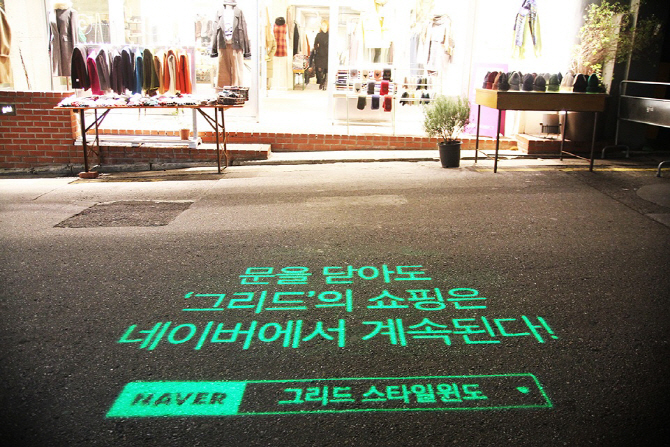 문을 닫아도
'그리드'의 쇼핑은
네이버에서 계속된다!
NAVER 그리드 스타일윈도